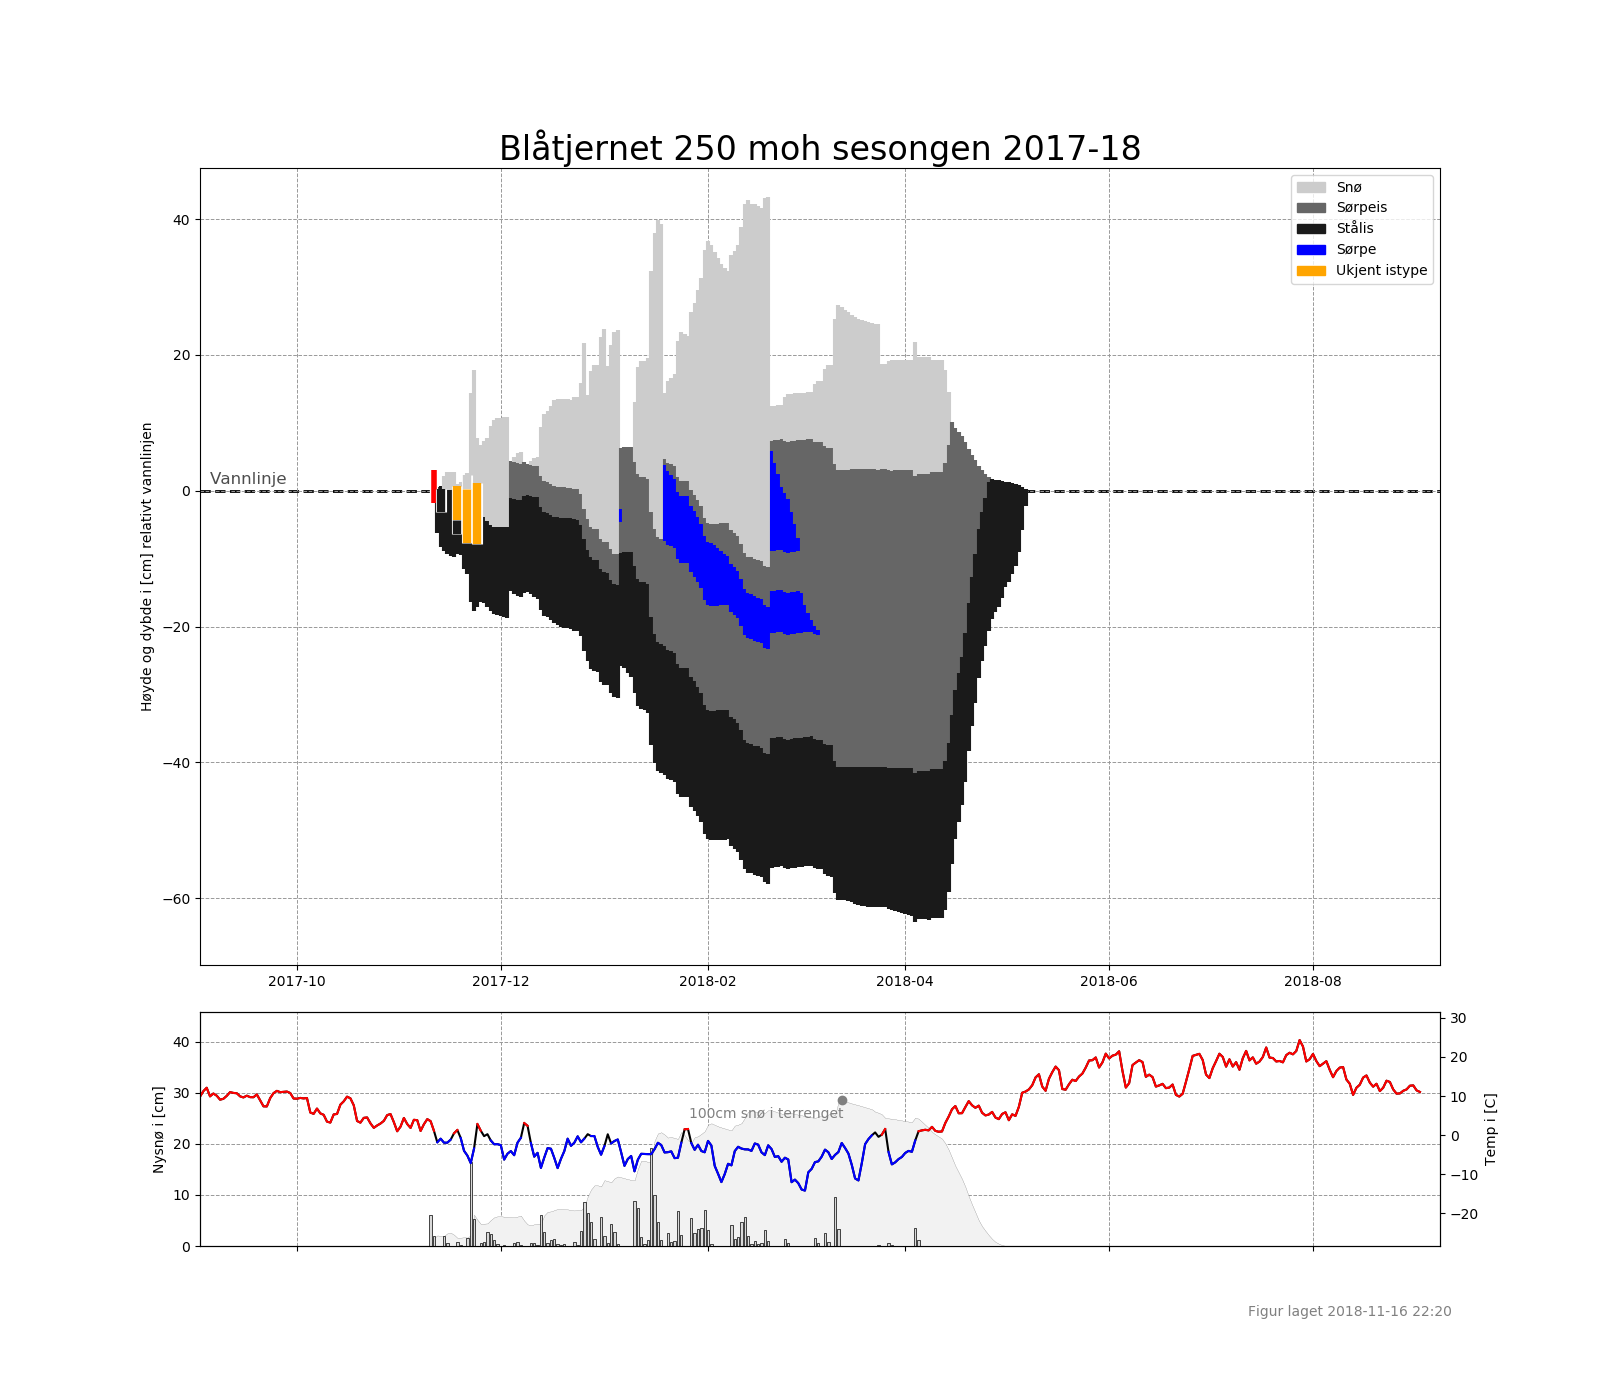 Blåtjernet 250 moh sesongen 2017-18
Snø
Sørpeis
Stålis
Sørpe
Ukjent istype
Høyde og dybde i [cm] relativt vannlinjen
40
20
0
−20
−40
−60
Vannlinje
2017-10
2017-12
2018-02
2018-04
2018-06
2018-08
Nysnø i [cm]
40
30
20
10
0
100cm snø i terrenget
30
20
10
0
−10
−20
Temp i [C]
Figur laget 2018-11-16 22:20